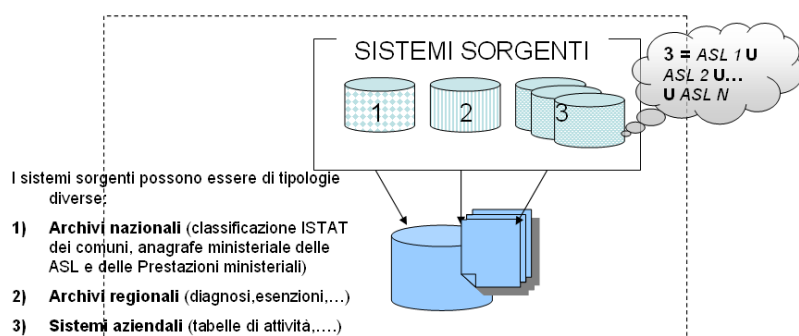 SISTEMI SORGENTI
3 = ASL 1 U
ASL 2 U...
U ASL N
1
2
3
I sistemi sorgenti possono essere di tipologie
diverse:
1) Archivi nazionali (classificazione ISTAT
dei comuni, anagrafe ministeriale delle
ASL e delle Prestazioni ministeriali)
2) Archivi regionali (diagnosi,esenzioni,...)
3) Sistemi aziendali (tabelle di attività,....)